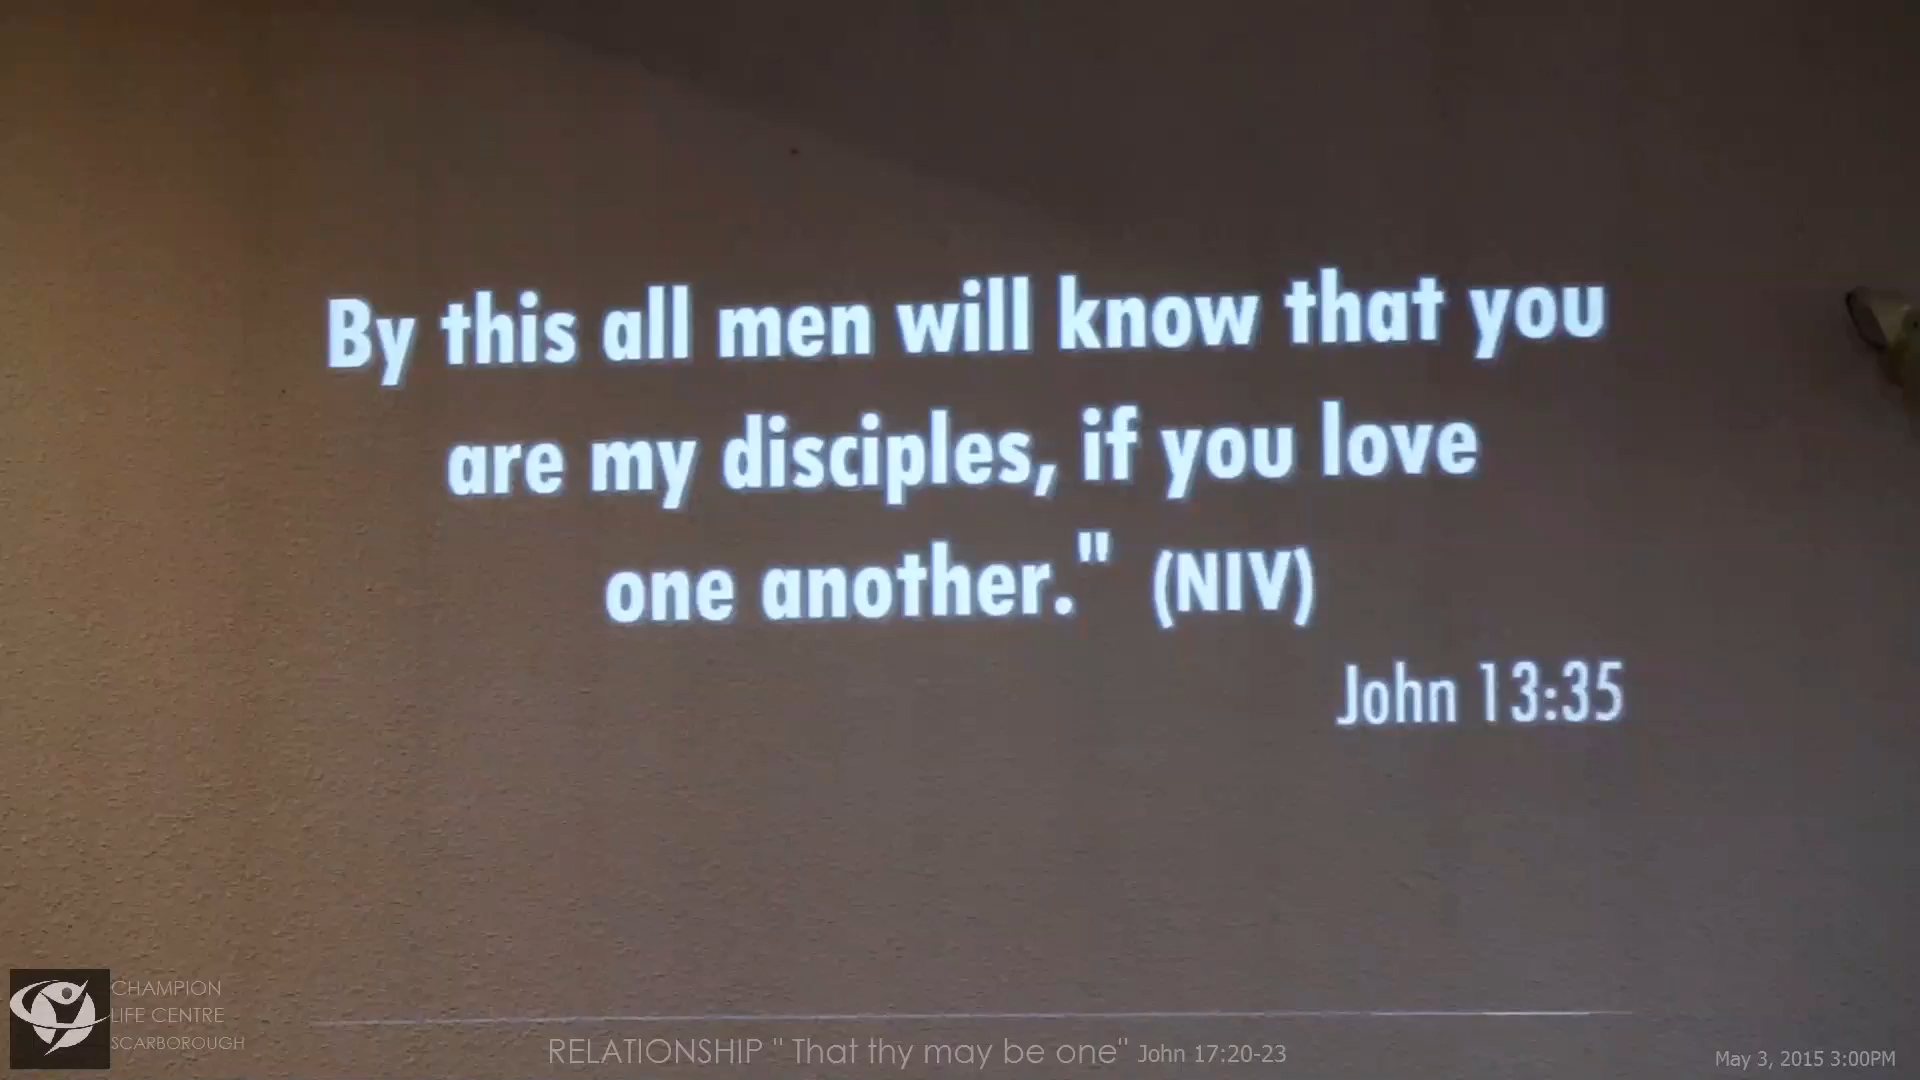 By this all men will know that you
are my disciples, if you love
one another." (NIV)
John 13:35
CHAMPION
LIFE CENTRE
SCARBOROUGH
RELATIONSHIP " That thy may be one" John 17:20-23
May 3, 2015 3:00PM